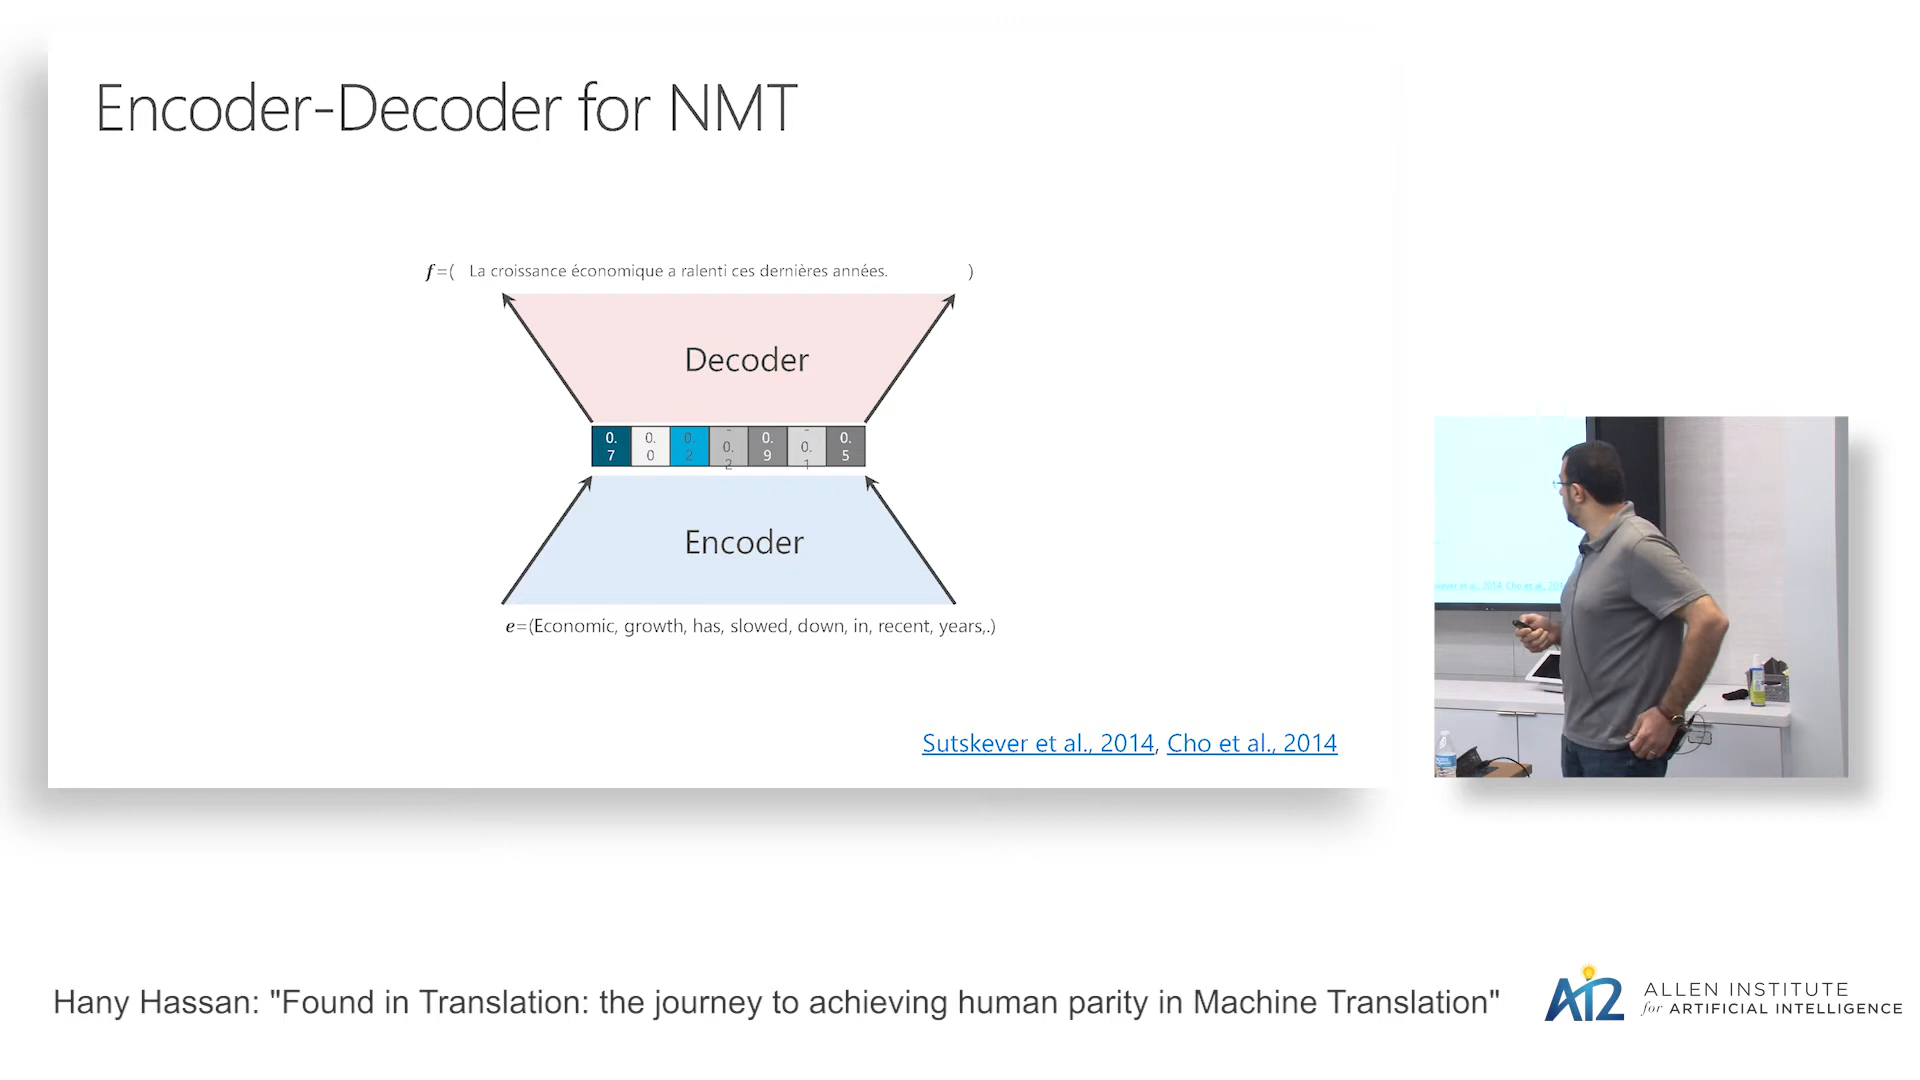 Encoder-Decoder for NMT
f=( La croissance économique a ralenti ces dernières années. )
Decoder
0.7 0.0 0.2 -0.2 0.9 -0.1 0.5
Encoder
e=(Economic, growth, has, slowed, down, in, recent, years,.)
Sutskever et al., 2014, Cho et al., 2014
Hany Hassan: "Found in Translation: the journey to achieving human parity in Machine Translation"
AI2
ALLEN INSTITUTE
for ARTIFICIAL INTELLIGENCE